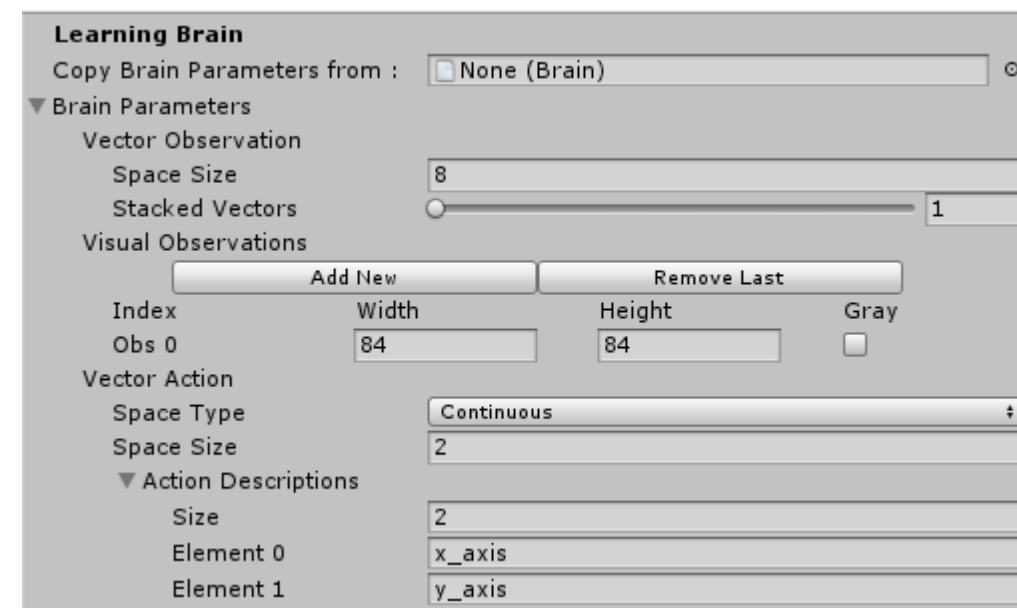 Learning Brain
Copy Brain Parameters from : None (Brain)
Brain Parameters
Vector Observation
Space Size 8
Stacked Vectors 1
Visual Observations
Add New Remove Last
Index Width Height Gray
Obs 0 84 84
Vector Action
Space Type Continuous
Space Size 2
Action Descriptions
Size 2
Element 0 x_axis
Element 1 y_axis